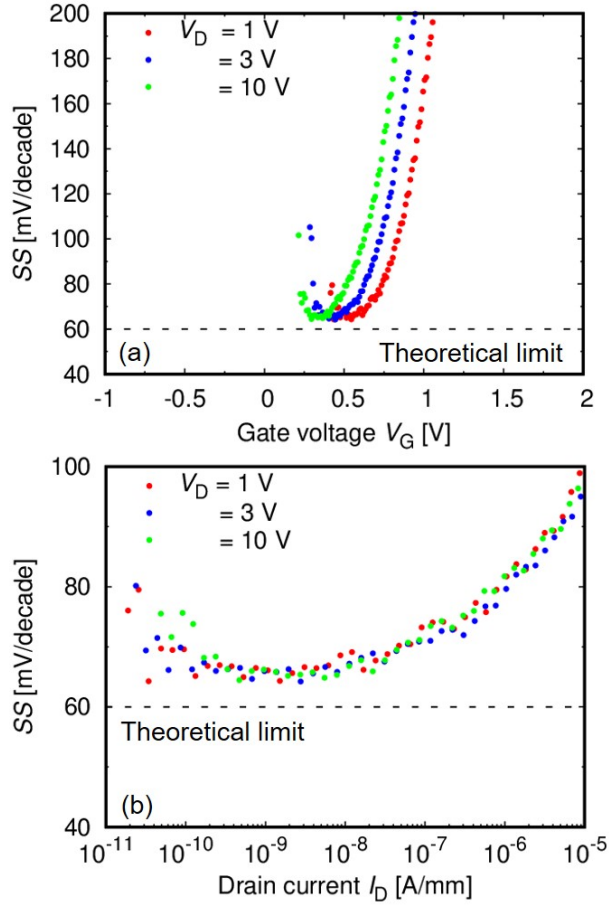 200
180
160
140
120
100
80
60
40
SS [mV/decade]
V_D = 1 V
= 3 V
= 10 V
(a)
Theoretical limit
-1 -0.5 0 0.5 1 1.5 2
Gate voltage V_G [V]
100
80
60
40
SS [mV/decade]
V_D = 1 V
= 3 V
= 10 V
Theoretical limit
(b)
10^-11 10^-10 10^-9 10^-8 10^-7 10^-6 10^-5
Drain current I_D [A/mm]